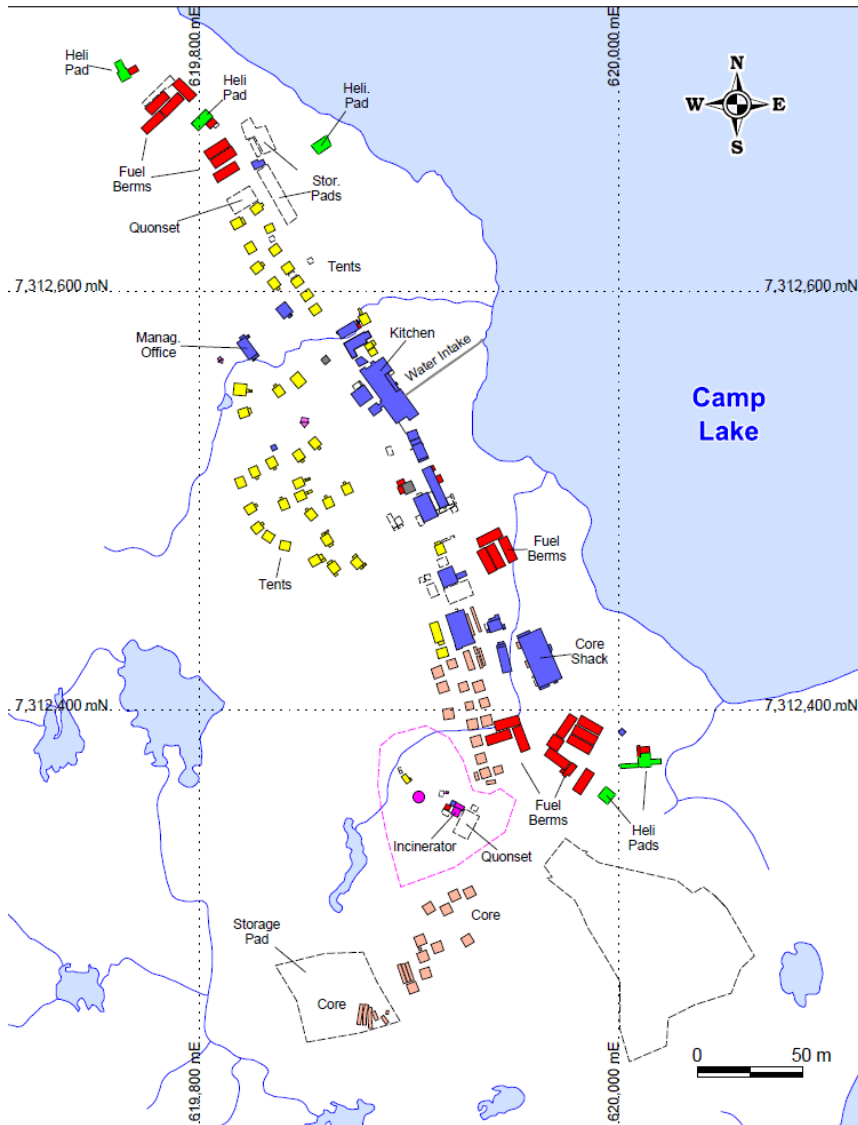 619,800 mE
620,000 mE
Heli
Pad
Heli
Pad
Heli.
Pad
N
W
E
S
Fuel
Berms
Stor.
Pads
Quonset
Tents
7,312,600 mN
7,312,600 mN
Manag.
Office
Kitchen
Water Intake
Camp
Lake
Fuel
Berms
Tents
Core
Shack
7,312,400 mN
7,312,400 mN
Fuel
Berms
Heli
Pads
Incinerator
Quonset
Storage
Pad
Core
Core
0
50 m
619,800 mE
620,000 mE